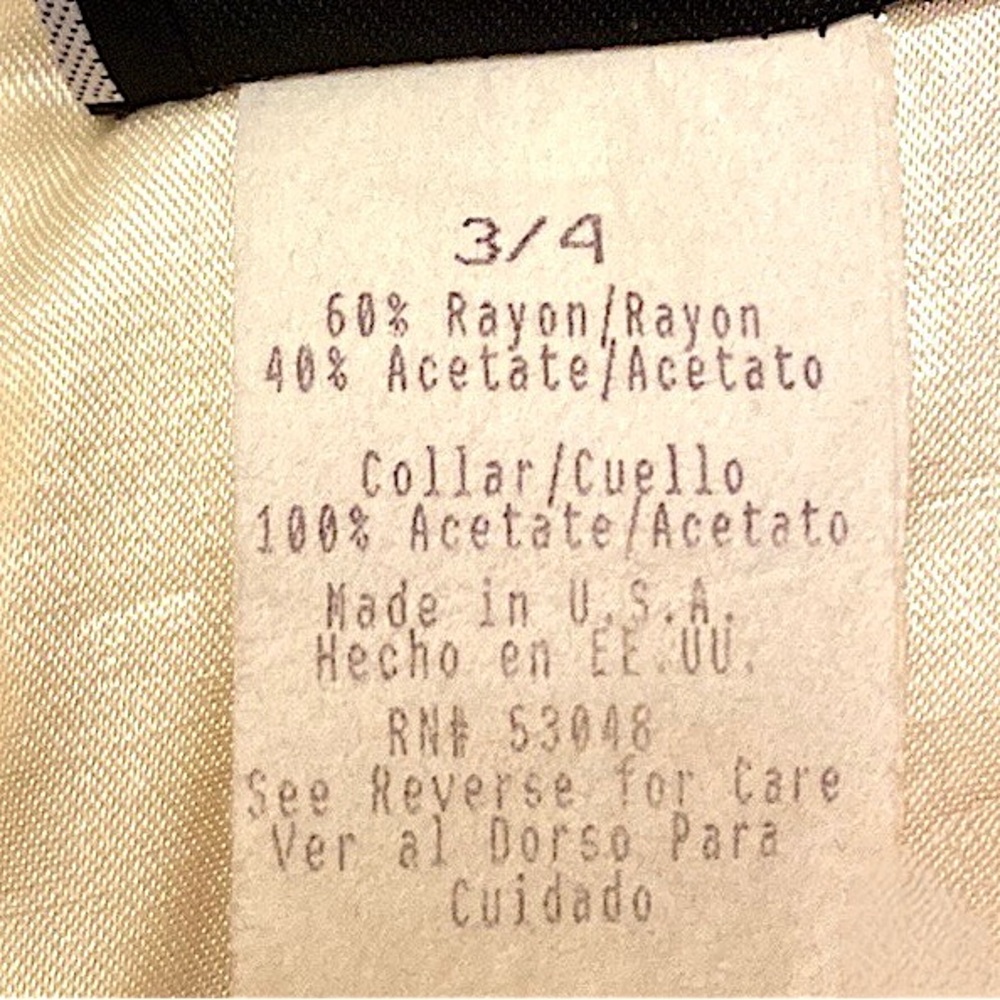 3/4
60% Rayon/Rayon
40% Acetate/Acetato
Collar/Cuello
100% Acetate/Acetato
Made in U.S.A.
Hecho en EE.UU.
RN# 53048
See Reverse for Care
Ver al Dorso Para
Cuidado